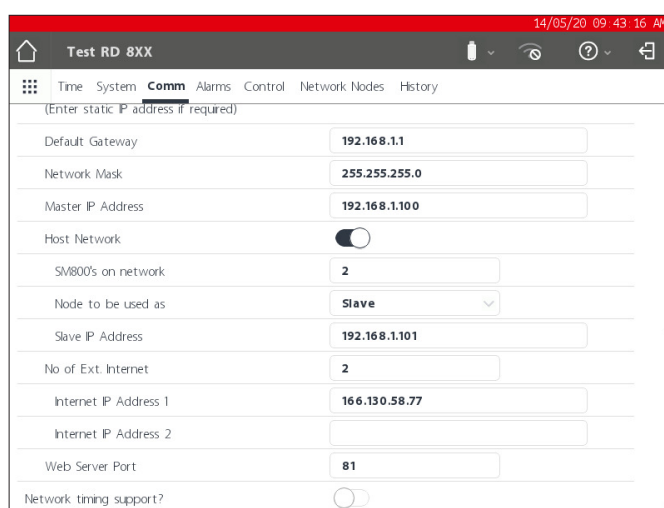 14/05/20 09:43:16 AM
Test RD 8XX
Time System Comm Alarms Control Network Nodes History
(Enter static IP address if required)
Default Gateway 192.168.1.1
Network Mask 255.255.255.0
Master IP Address 192.168.1.100
Host Network
SM800's on network 2
Node to be used as Slave
Slave IP Address 192.168.1.101
No of Ext. Internet 2
Internet IP Address 1 166.130.58.77
Internet IP Address 2
Web Server Port 81
Network timing support?